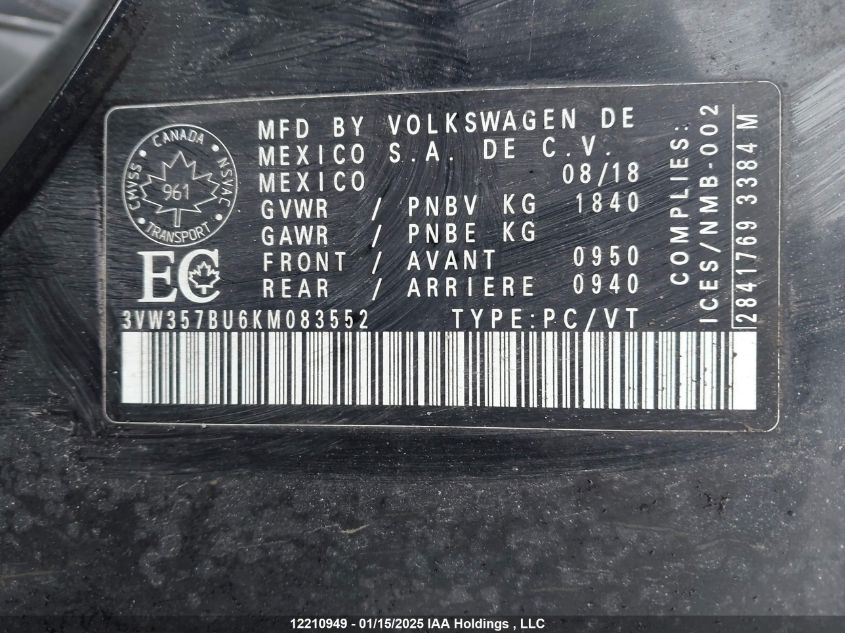 CANADA
CMVSS
NSVAC
961
TRANSPORT
EC
MFD BY VOLKSWAGEN DE
MEXICO S.A. DE C.V.
MEXICO 08/18
GVWR / PNBV KG 1840
GAWR / PNBE KG
FRONT / AVANT 0950
REAR / ARRIERE 0940
3VW357BU6KM083552 TYPE:PC/VT
COMPLIES:
ICES/NMB-002
2841769 3384 M
12210949 - 01/15/2025 IAA Holdings , LLC